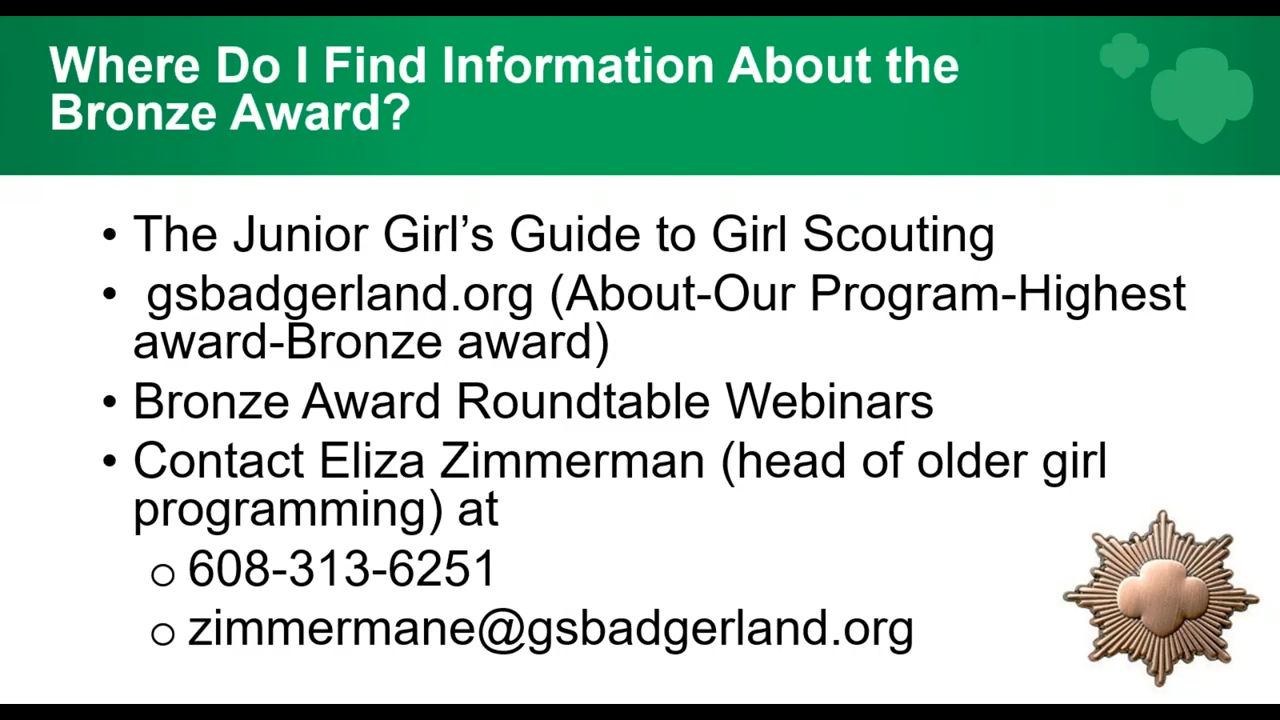 Where Do I Find Information About the
Bronze Award?
• The Junior Girl’s Guide to Girl Scouting
• gsbadgerland.org (About-Our Program-Highest
award-Bronze award)
• Bronze Award Roundtable Webinars
• Contact Eliza Zimmerman (head of older girl
programming) at
o 608-313-6251
o zimmermane@gsbadgerland.org